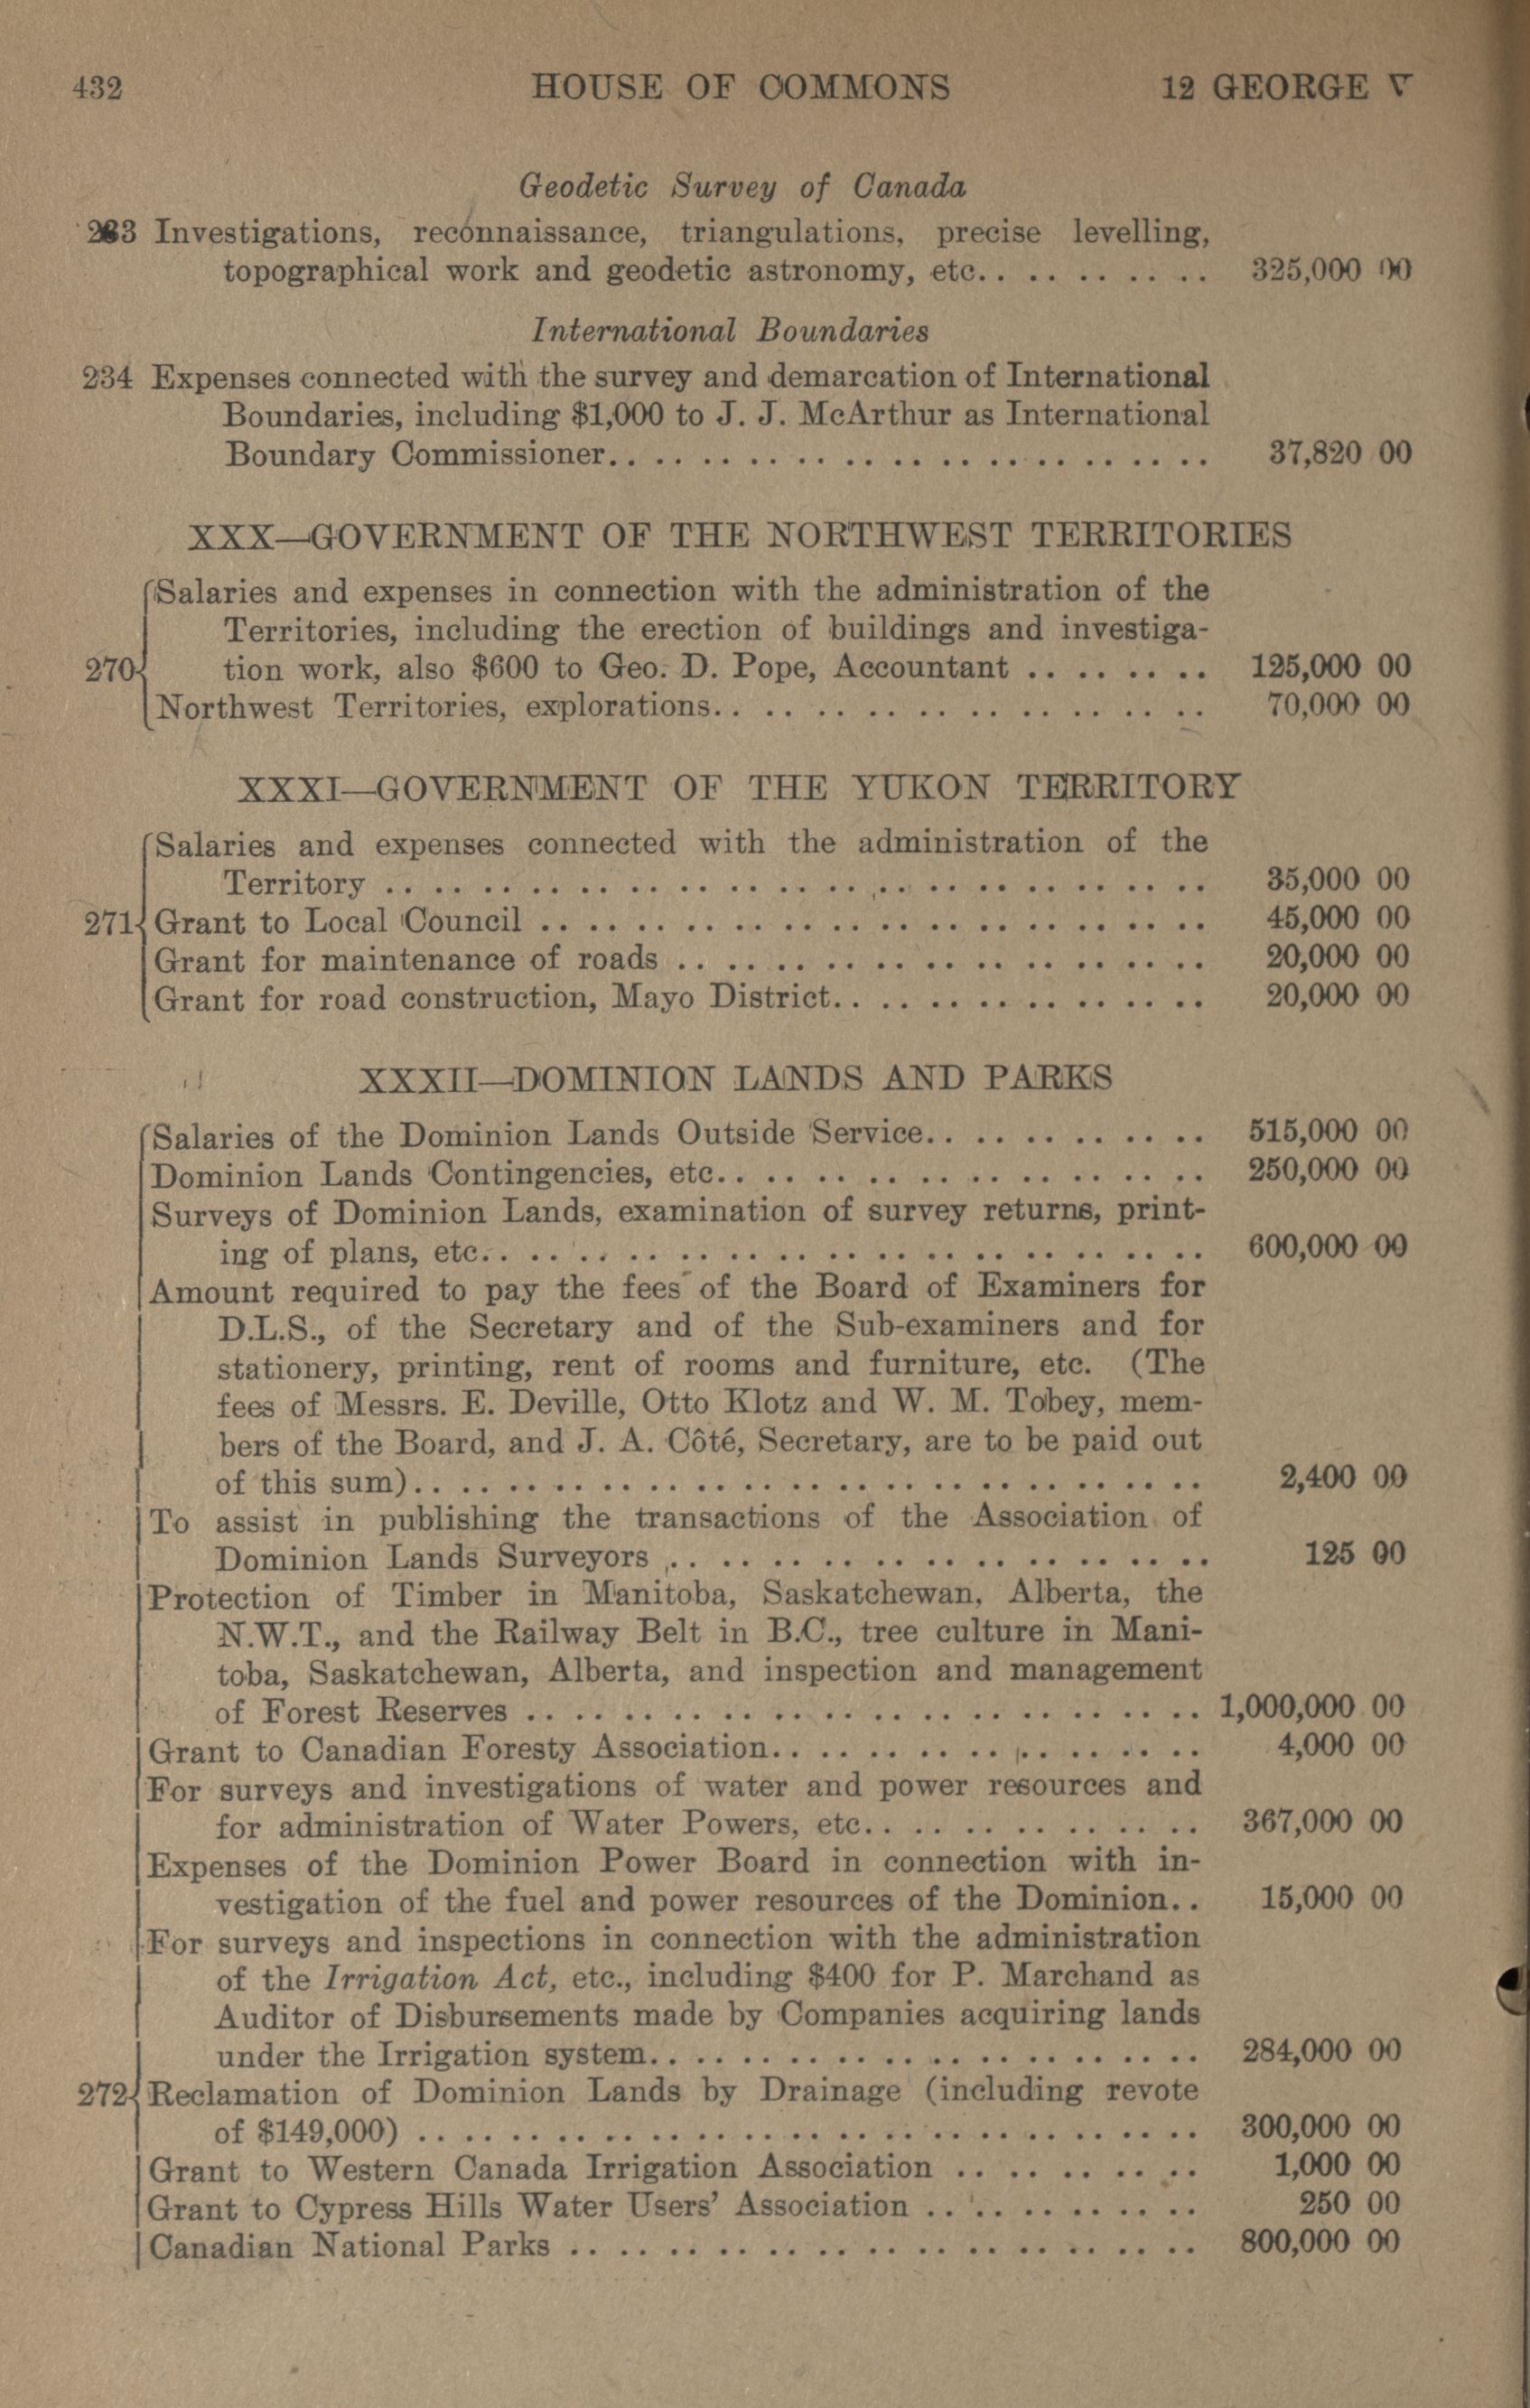 432 HOUSE OF COMMONS 12 GEORGE V
Geodetic Survey of Canada
233 Investigations, reconnaissance, triangulations, precise levelling,
topographical work and geodetic astronomy, etc. . . . . . . . . . 325,000 00
International Boundaries
234 Expenses connected with the survey and demarcation of International
Boundaries, including $1,000 to J. J. McArthur as International
Boundary Commissioner. . . . . . . . . . . . . . . . . . . . . . . . . . 37,820 00
XXX—GOVERNMENT OF THE NORTHWEST TERRITORIES
Salaries and expenses in connection with the administration of the
Territories, including the erection of buildings and investiga-
270 tion work, also $600 to Geo. D. Pope, Accountant . . . . . . . . 125,000 00
Northwest Territories, explorations. . . . . . . . . . . . . . . . . . . . 70,000 00
XXXI—GOVERNMENT OF THE YUKON TERRITORY
Salaries and expenses connected with the administration of the
Territory . . . . . . . . . . . . . . . . . . . . . . . . . . . . . . . . . . 35,000 00
271 Grant to Local Council . . . . . . . . . . . . . . . . . . . . . . . . . . . . 45,000 00
Grant for maintenance of roads . . . . . . . . . . . . . . . . . . . . . . 20,000 00
Grant for road construction, Mayo District. . . . . . . . . . . . . . . . 20,000 00
XXXII—DOMINION LANDS AND PARKS
Salaries of the Dominion Lands Outside Service. . . . . . . . . . . . 515,000 00
Dominion Lands Contingencies, etc. . . . . . . . . . . . . . . . . . . . 250,000 00
Surveys of Dominion Lands, examination of survey returns, print-
ing of plans, etc. . . . . . . . . . . . . . . . . . . . . . . . . . . . . . 600,000 00
Amount required to pay the fees of the Board of Examiners for
D.L.S., of the Secretary and of the Sub-examiners and for
stationery, printing, rent of rooms and furniture, etc. (The
fees of Messrs. E. Deville, Otto Klotz and W. M. Tobey, mem-
bers of the Board, and J. A. Côté, Secretary, are to be paid out
of this sum). . . . . . . . . . . . . . . . . . . . . . . . . . . . . . . . . . 2,400 00
To assist in publishing the transactions of the Association of
Dominion Lands Surveyors . . . . . . . . . . . . . . . . . . . . . . 125 00
Protection of Timber in Manitoba, Saskatchewan, Alberta, the
N.W.T., and the Railway Belt in B.C., tree culture in Mani-
toba, Saskatchewan, Alberta, and inspection and management
of Forest Reserves . . . . . . . . . . . . . . . . . . . . . . . . . . . . 1,000,000 00
Grant to Canadian Foresty Association. . . . . . . . . . . . . . . . . . 4,000 00
For surveys and investigations of water and power resources and
for administration of Water Powers, etc. . . . . . . . . . . . . . 367,000 00
Expenses of the Dominion Power Board in connection with in-
vestigation of the fuel and power resources of the Dominion. . 15,000 00
For surveys and inspections in connection with the administration
of the Irrigation Act, etc., including $400 for P. Marchand as
Auditor of Disbursements made by Companies acquiring lands
under the Irrigation system. . . . . . . . . . . . . . . . . . . . . . . . 284,000 00
272 Reclamation of Dominion Lands by Drainage (including revote
of $149,000) . . . . . . . . . . . . . . . . . . . . . . . . . . . . . . . . . . 300,000 00
Grant to Western Canada Irrigation Association . . . . . . . . . . 1,000 00
Grant to Cypress Hills Water Users' Association . . . . . . . . . . . . 250 00
Canadian National Parks . . . . . . . . . . . . . . . . . . . . . . . . . . 800,000 00